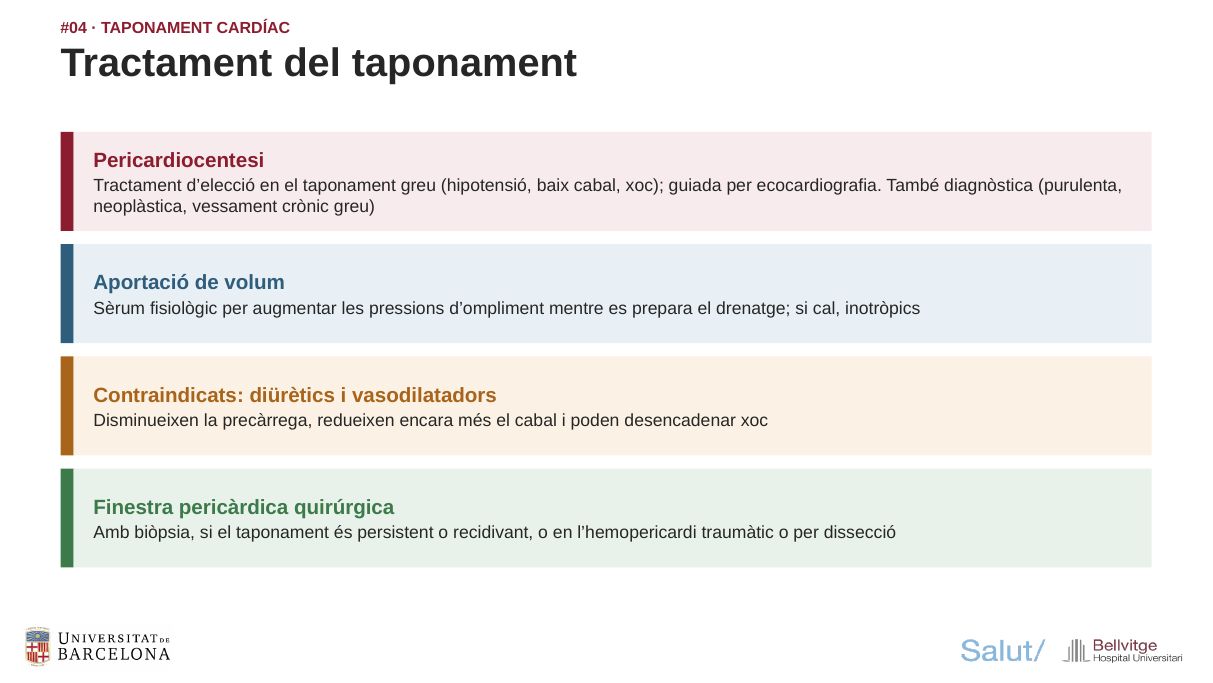 #04 · TAPONAMENT CARDÍAC
Tractament del taponament
Pericardiocentesi
Tractament d’elecció en el taponament greu (hipotensió, baix cabal, xoc); guiada per ecocardiografia. També diagnòstica (purulenta,
neoplàstica, vessament crònic greu)
Aportació de volum
Sèrum fisiològic per augmentar les pressions d’ompliment mentre es prepara el drenatge; si cal, inotròpics
Contraindicats: diürètics i vasodilatadors
Disminueixen la precàrrega, redueixen encara més el cabal i poden desencadenar xoc
Finestra pericàrdica quirúrgica
Amb biòpsia, si el taponament és persistent o recidivant, o en l’hemopericardi traumàtic o per dissecció
UNIVERSITAT DE
BARCELONA
Salut/
Bellvitge
Hospital Universitari